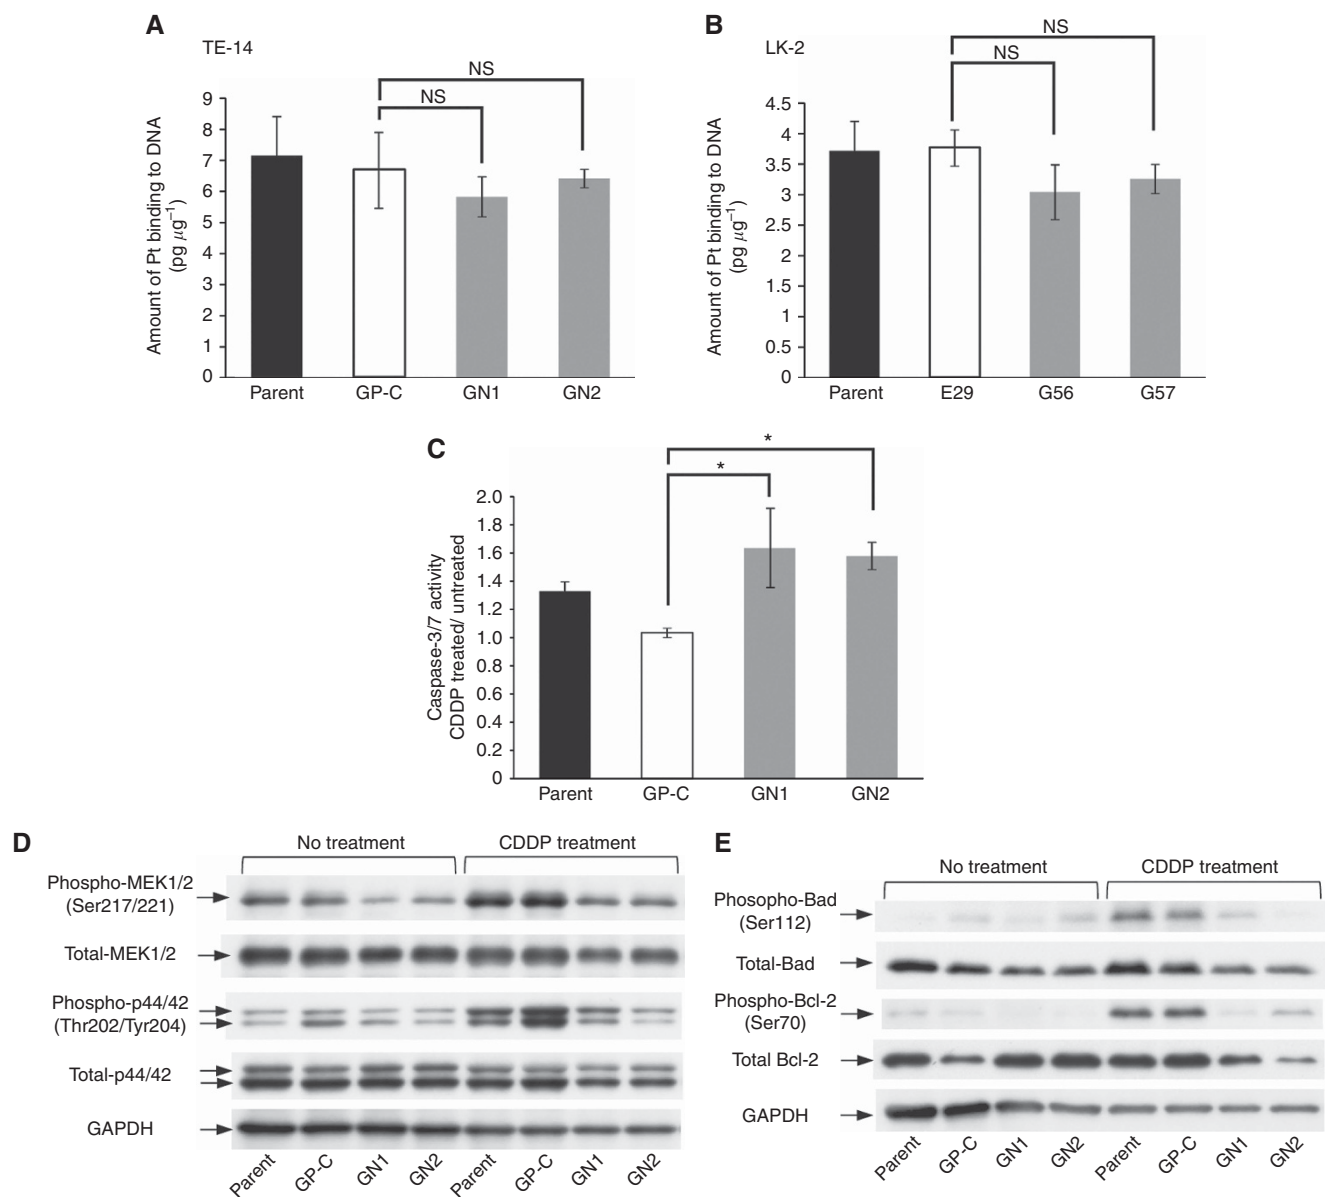 A
TE-14
NS
NS
Amount of Pt binding to DNA
(pg μg⁻¹)
9
8
7
6
5
4
3
2
1
0
Parent GP-C GN1 GN2
B
LK-2
NS
NS
Amount of Pt binding to DNA
(pg μg⁻¹)
4.5
4
3.5
3
2.5
2
1.5
1
0.5
0
Parent E29 G56 G57
C
*
*
Caspase-3/7 activity
CDDP treated/ untreated
2.0
1.8
1.6
1.4
1.2
1.0
0.8
0.6
0.4
0.2
0
Parent GP-C GN1 GN2
D
No treatment CDDP treatment
Phospho-MEK1/2
(Ser217/221)
Total-MEK1/2
Phospho-p44/42
(Thr202/Tyr204)
Total-p44/42
GAPDH
Parent GP-C GN1 GN2 Parent GP-C GN1 GN2
E
No treatment CDDP treatment
Phosopho-Bad
(Ser112)
Total-Bad
Phospho-Bcl-2
(Ser70)
Total Bcl-2
GAPDH
Parent GP-C GN1 GN2 Parent GP-C GN1 GN2